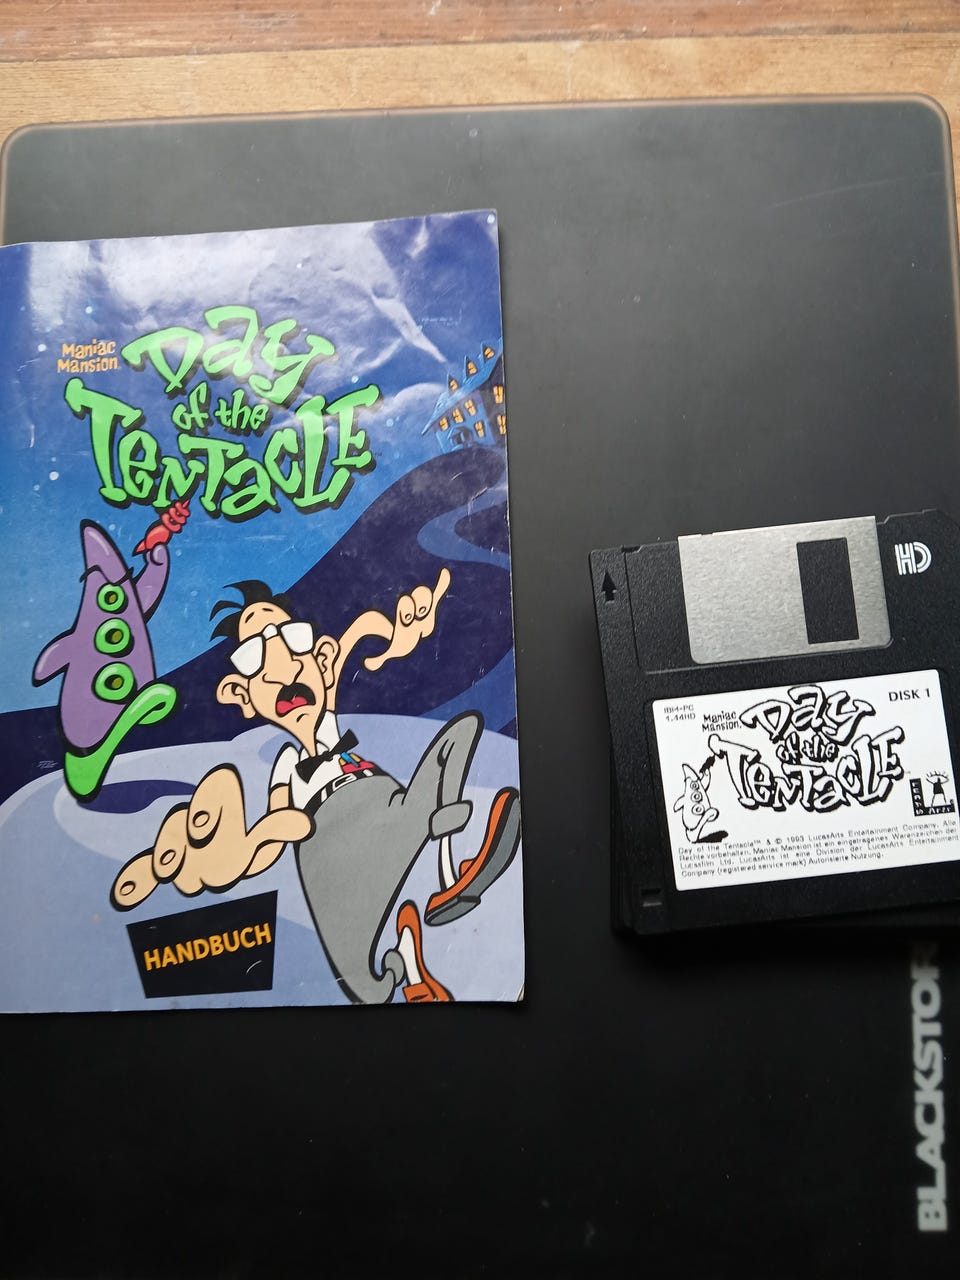 Maniac
Mansion
Day
of the
Tentacle
HANDBUCH
HD
IBM-PC
1.44HD
DISK 1
Maniac
Mansion
Day
of the
Tentacle
Day of the Tentacle™ & © 1993 LucasArts Entertainment Company. Alle
Rechte vorbehalten. Maniac Mansion ist ein eingetragenes Warenzeichen der
Lucasfilm Ltd. LucasArts ist eine Division der LucasArts Entertainment
Company (registered service mark) Autorisierte Nutzung.
BLACKSTOR